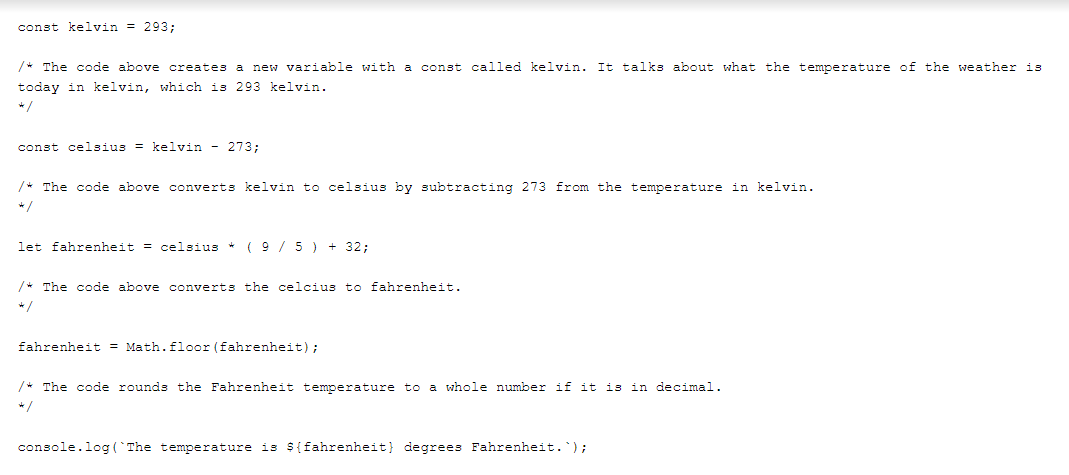 const kelvin = 293;
/* The code above creates a new variable with a const called kelvin. It talks about what the temperature of the weather is
today in kelvin, which is 293 kelvin.
*/
const celsius = kelvin - 273;
/* The code above converts kelvin to celsius by subtracting 273 from the temperature in kelvin.
*/
let fahrenheit = celsius * ( 9 / 5 ) + 32;
/* The code above converts the celcius to fahrenheit.
*/
fahrenheit = Math.floor(fahrenheit);
/* The code rounds the Fahrenheit temperature to a whole number if it is in decimal.
*/
console.log(`The temperature is ${fahrenheit} degrees Fahrenheit.`);